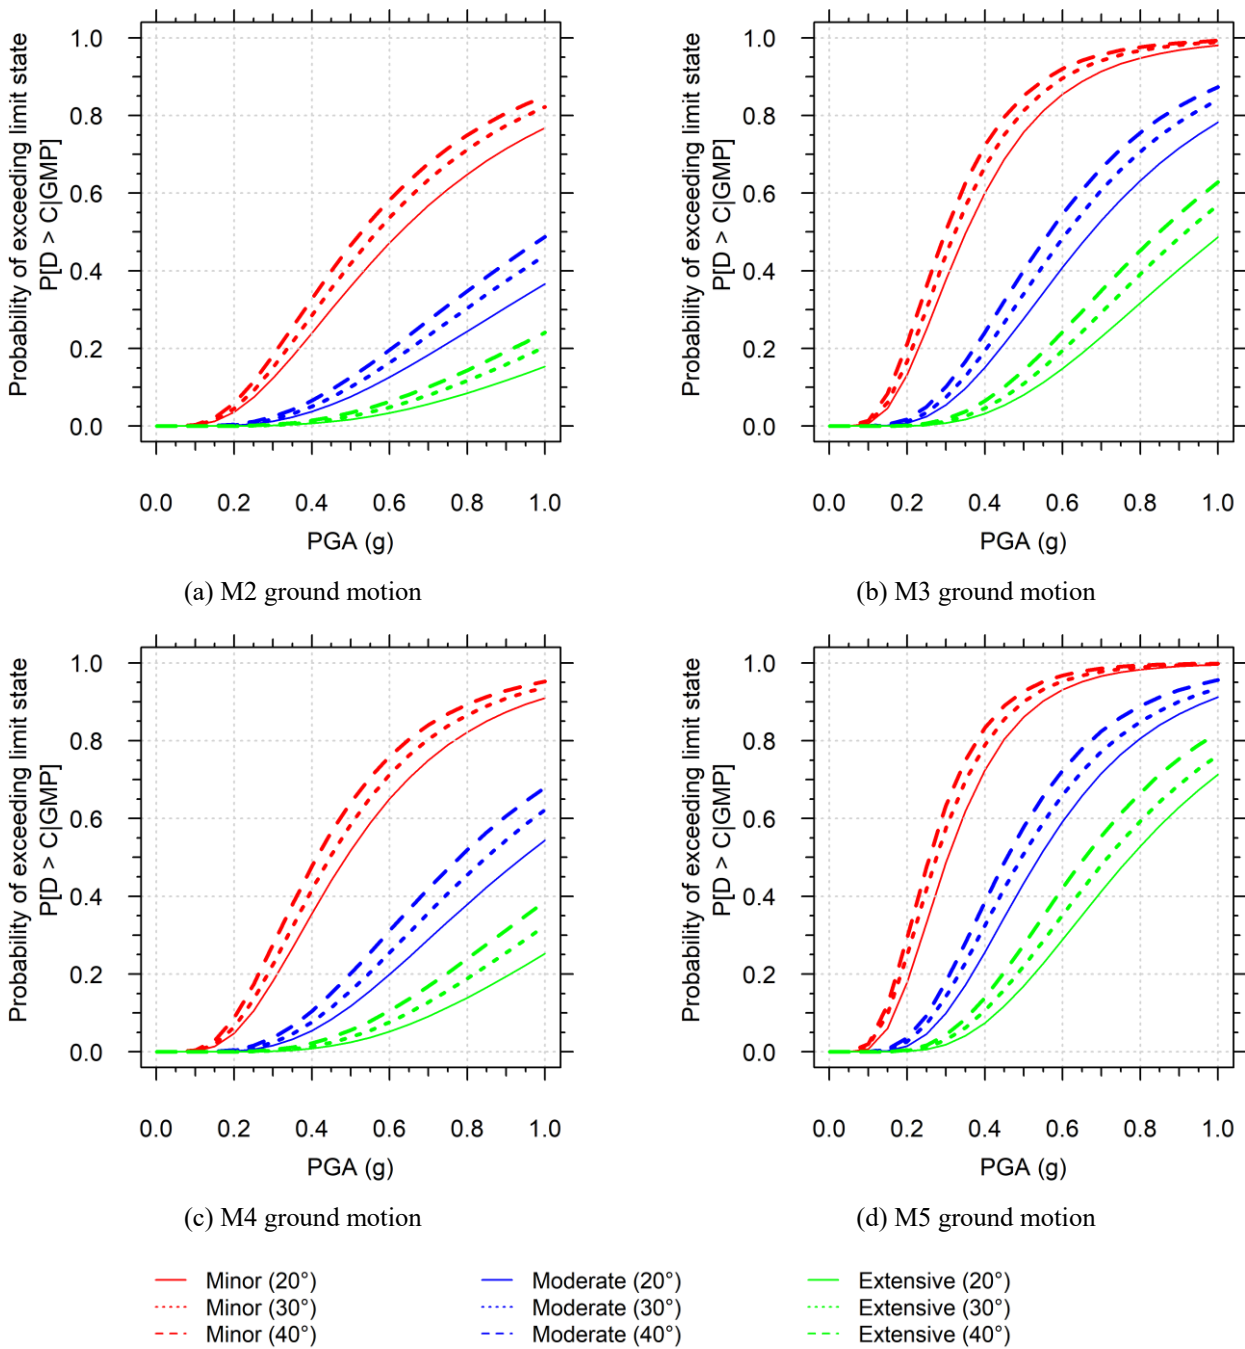 Probability of exceeding limit state
P[D > C|GMP]
1.0
0.8
0.6
0.4
0.2
0.0
0.0 0.2 0.4 0.6 0.8 1.0
PGA (g)
(a) M2 ground motion
Probability of exceeding limit state
P[D > C|GMP]
1.0
0.8
0.6
0.4
0.2
0.0
0.0 0.2 0.4 0.6 0.8 1.0
PGA (g)
(b) M3 ground motion
Probability of exceeding limit state
P[D > C|GMP]
1.0
0.8
0.6
0.4
0.2
0.0
0.0 0.2 0.4 0.6 0.8 1.0
PGA (g)
(c) M4 ground motion
Probability of exceeding limit state
P[D > C|GMP]
1.0
0.8
0.6
0.4
0.2
0.0
0.0 0.2 0.4 0.6 0.8 1.0
PGA (g)
(d) M5 ground motion
Minor (20°) Moderate (20°) Extensive (20°)
Minor (30°) Moderate (30°) Extensive (30°)
Minor (40°) Moderate (40°) Extensive (40°)